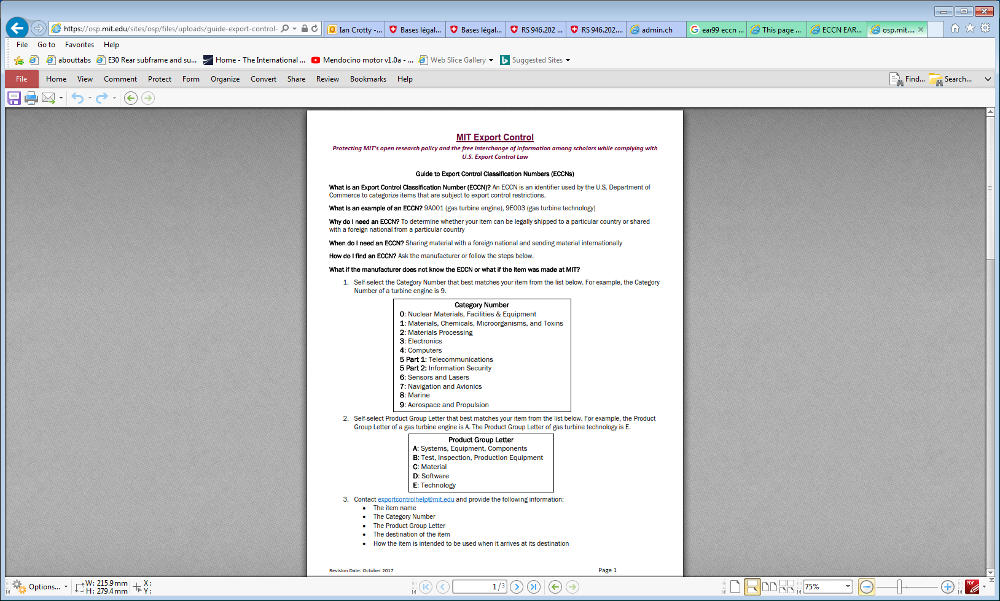 https://osp.mit.edu/sites/osp/files/uploads/guide-export-control-
Ian Crotty -...
Bases légal...
Bases légal...
RS 946.202 ...
RS 946.202....
admin.ch
ear99 eccn ...
This page ...
ECCN EAR...
osp.mit....
File Go to Favorites Help
abouttabs
E30 Rear subframe and su...
Home - The International ...
Mendocino motor v1.0a - ...
Web Slice Gallery
Suggested Sites
File Home View Comment Protect Form Organize Convert Share Review Bookmarks Help
Find... Search...
MIT Export Control
Protecting MIT's open research policy and the free interchange of information among scholars while complying with
U.S. Export Control Law
Guide to Export Control Classification Numbers (ECCNs)
What is an Export Control Classification Number (ECCN)? An ECCN is an identifier used by the U.S. Department of
Commerce to categorize items that are subject to export control restrictions.
What is an example of an ECCN? 9A001 (gas turbine engine), 9E003 (gas turbine technology)
Why do I need an ECCN? To determine whether your item can be legally shipped to a particular country or shared
with a foreign national from a particular country
When do I need an ECCN? Sharing material with a foreign national and sending material internationally
How do I find an ECCN? Ask the manufacturer or follow the steps below.
What if the manufacturer does not know the ECCN or what if the item was made at MIT?
1. Self-select the Category Number that best matches your item from the list below. For example, the Category
Number of a turbine engine is 9.
Category Number
0: Nuclear Materials, Facilities & Equipment
1: Materials, Chemicals, Microorganisms, and Toxins
2: Materials Processing
3: Electronics
4: Computers
5 Part 1: Telecommunications
5 Part 2: Information Security
6: Sensors and Lasers
7: Navigation and Avionics
8: Marine
9: Aerospace and Propulsion
2. Self-select Product Group Letter that best matches your item from the list below. For example, the Product
Group Letter of a gas turbine engine is A. The Product Group Letter of gas turbine technology is E.
Product Group Letter
A: Systems, Equipment, Components
B: Test, Inspection, Production Equipment
C: Material
D: Software
E: Technology
3. Contact exportcontrolhelp@mit.edu and provide the following information:
• The item name
• The Category Number
• The Product Group Letter
• The destination of the item
• How the item is intended to be used when it arrives at its destination
Revision Date: October 2017
Page 1
Options...
W: 215.9 mm
H: 279.4 mm
X :
Y :
1 / 3
75%
PDF